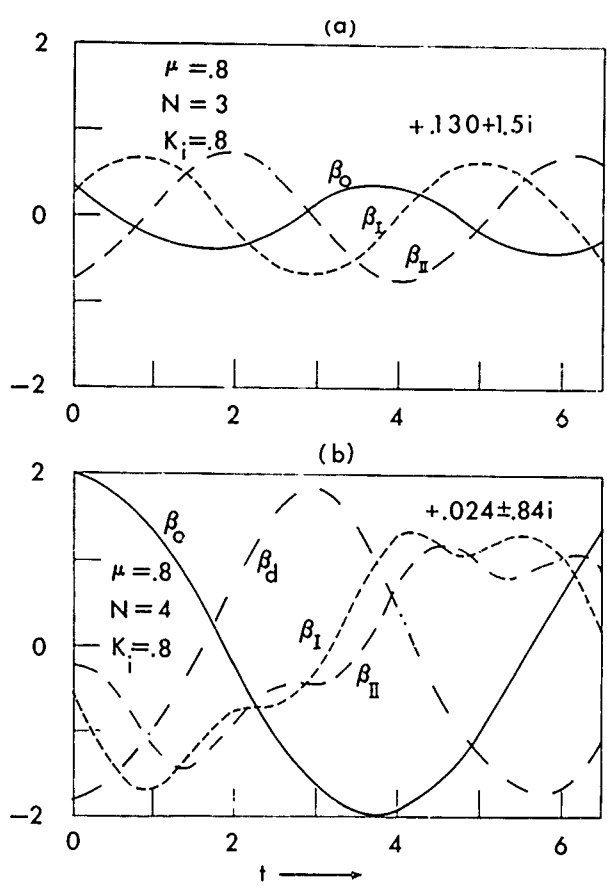 (a)
2
μ =.8
N = 3
K_i=.8
+.130+1.5i
β_o
0
β_I
β_II
−2
0 2 4 6
(b)
2
+.024±.84i
β_o
β_d
μ =.8
N = 4
K_i=.8
β_I
0
β_II
−2
0 2 4 6
t